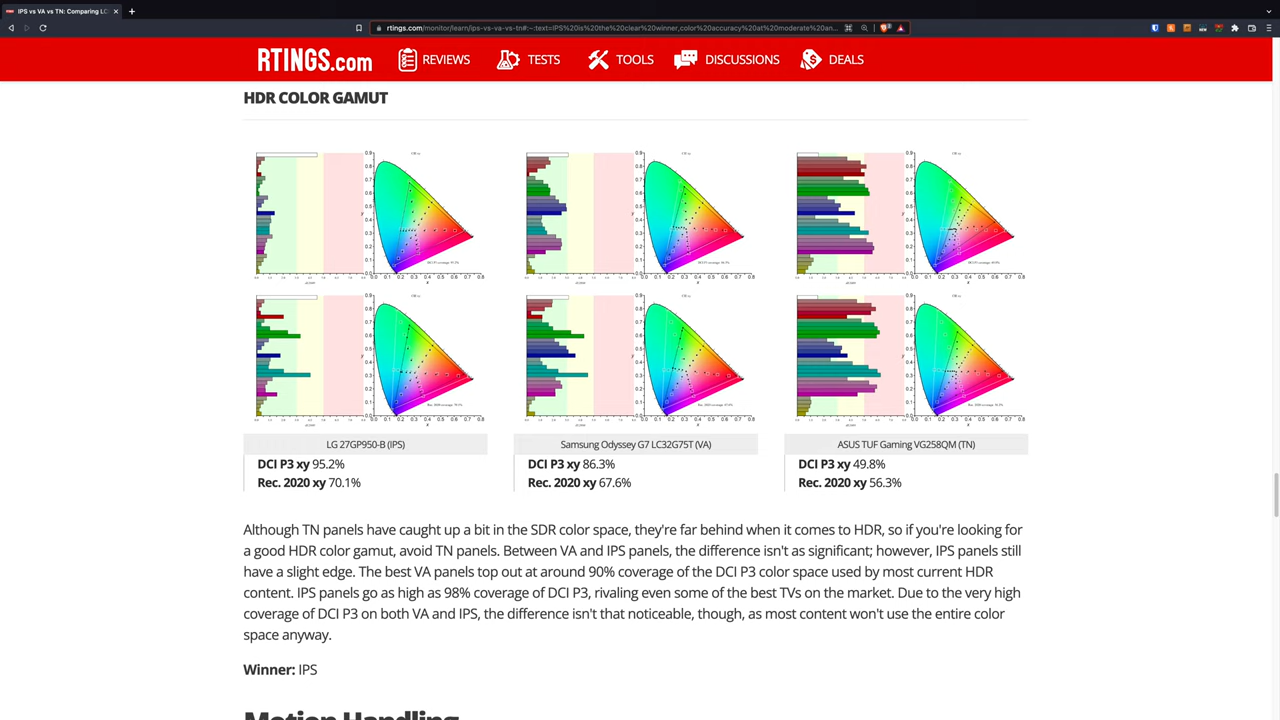 IPS vs VA vs TN: Comparing LC
rtings.com/monitor/learn/ips-vs-va-vs-tn#:~:text=IPS%20is%20the%20clear%20winner,color%20accuracy%20at%20moderate%20an...
RTINGS.com
REVIEWS
TESTS
TOOLS
DISCUSSIONS
DEALS
HDR COLOR GAMUT
LG 27GP950-B (IPS)
DCI P3 xy 95.2%
Rec. 2020 xy 70.1%
Samsung Odyssey G7 LC32G75T (VA)
DCI P3 xy 86.3%
Rec. 2020 xy 67.6%
ASUS TUF Gaming VG258QM (TN)
DCI P3 xy 49.8%
Rec. 2020 xy 56.3%
Although TN panels have caught up a bit in the SDR color space, they're far behind when it comes to HDR, so if you're looking for
a good HDR color gamut, avoid TN panels. Between VA and IPS panels, the difference isn't as significant; however, IPS panels still
have a slight edge. The best VA panels top out at around 90% coverage of the DCI P3 color space used by most current HDR
content. IPS panels go as high as 98% coverage of DCI P3, rivaling even some of the best TVs on the market. Due to the very high
coverage of DCI P3 on both VA and IPS, the difference isn't that noticeable, though, as most content won't use the entire color
space anyway.
Winner: IPS
Motion Handling